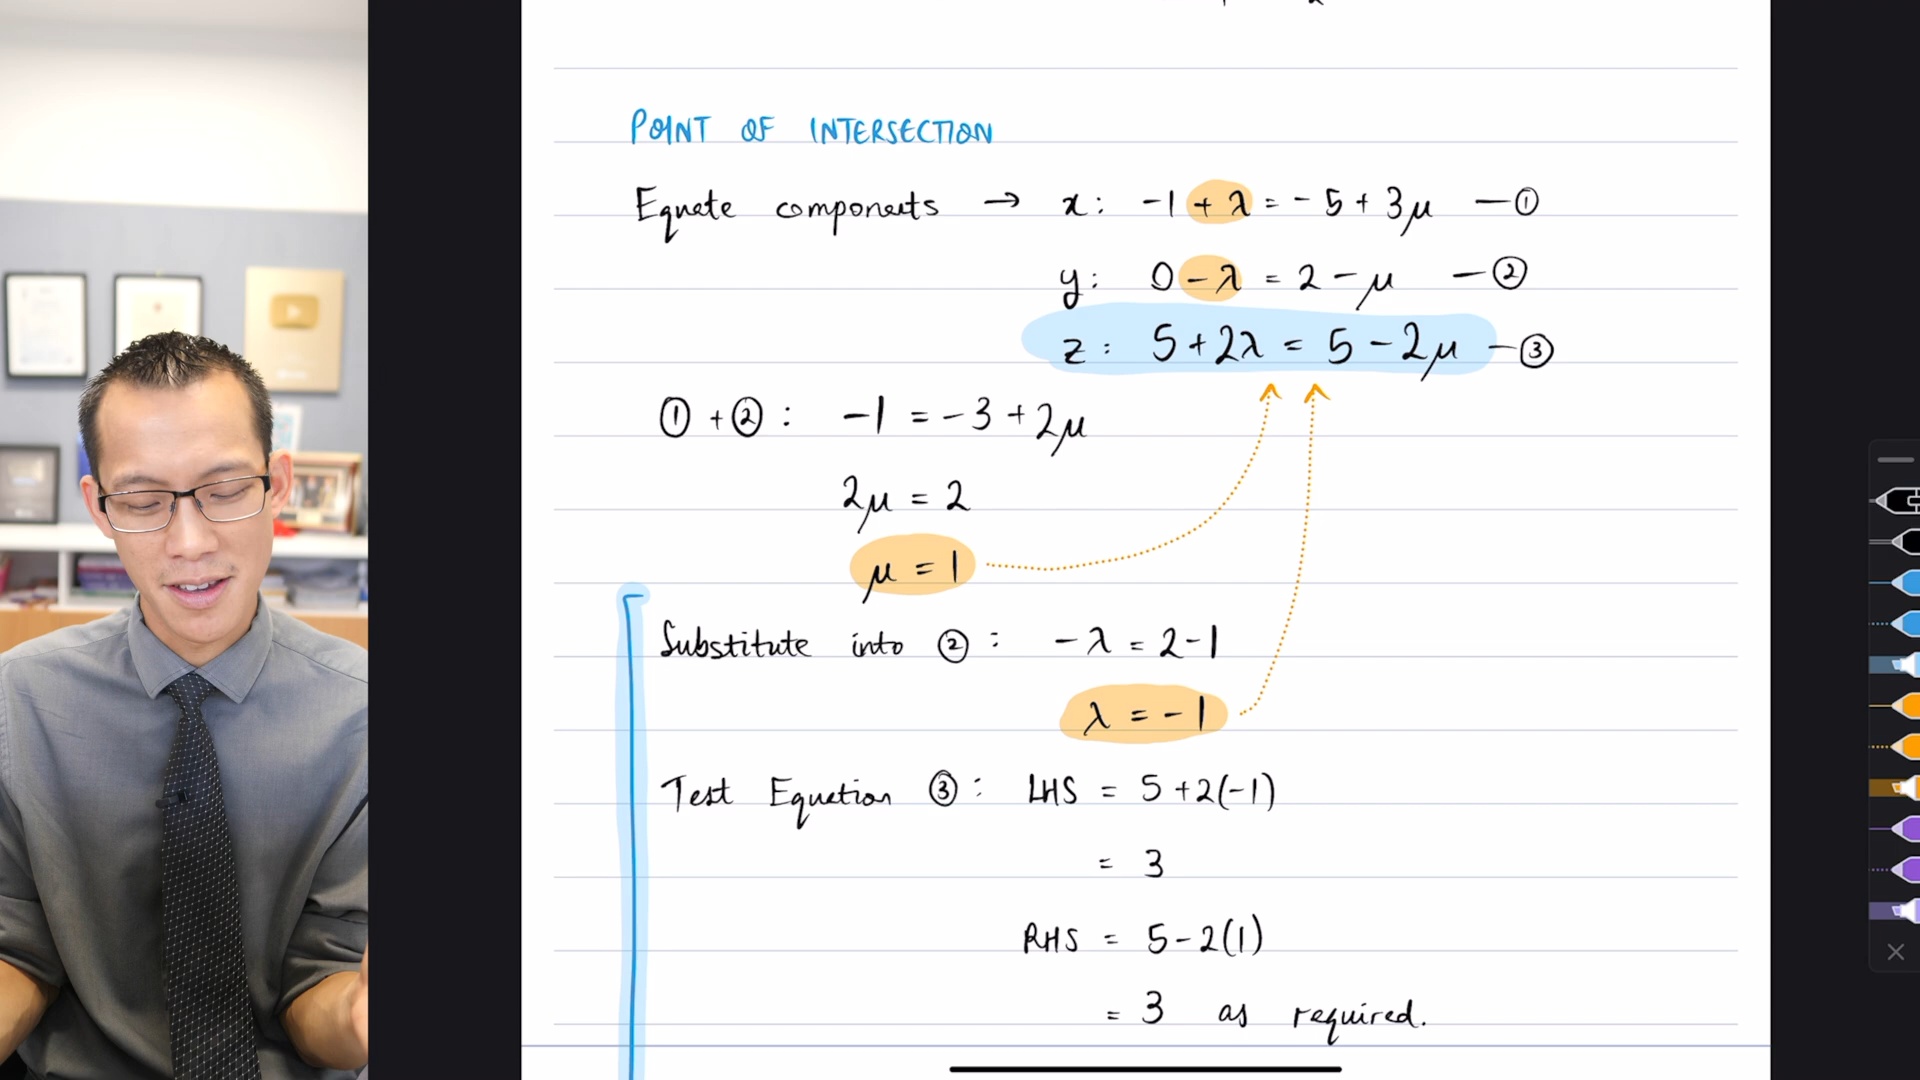 POINT OF INTERSECTION
Equate components → x: -1 + λ = -5 + 3μ —①
y: 0 - λ = 2 - μ —②
z: 5 + 2λ = 5 - 2μ —③
① + ②: -1 = -3 + 2μ
2μ = 2
μ = 1
Substitute into ②: -λ = 2 - 1
λ = -1
Test Equation ③: LHS = 5 + 2(-1)
= 3
RHS = 5 - 2(1)
= 3 as required.